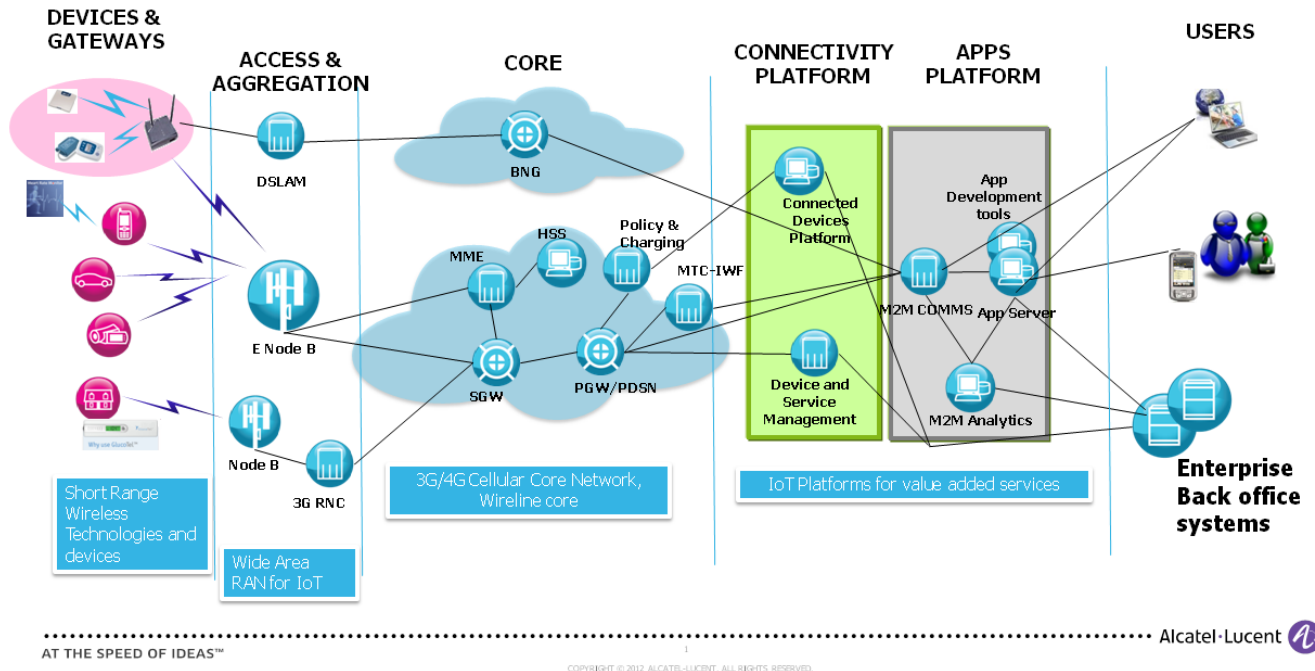 DEVICES &
GATEWAYS
ACCESS &
AGGREGATION
CORE
CONNECTIVITY
PLATFORM
APPS
PLATFORM
USERS
DSLAM
BNG
App
Development
tools
Connected
Devices
Platform
Policy &
Charging
HSS
MME
MTC-IWF
M2M COMMS
App Server
E Node B
SGW
PGW/PDSN
Device and
Service
Management
M2M Analytics
Why use GlucoTel™
Node B
3G RNC
Enterprise
Back office
systems
Short Range
Wireless
Technologies and
devices
Wide Area
RAN for IoT
3G/4G Cellular Core Network,
Wireline core
IoT Platforms for value added services
AT THE SPEED OF IDEAS™
1
COPYRIGHT © 2012 ALCATEL-LUCENT. ALL RIGHTS RESERVED.
Alcatel·Lucent